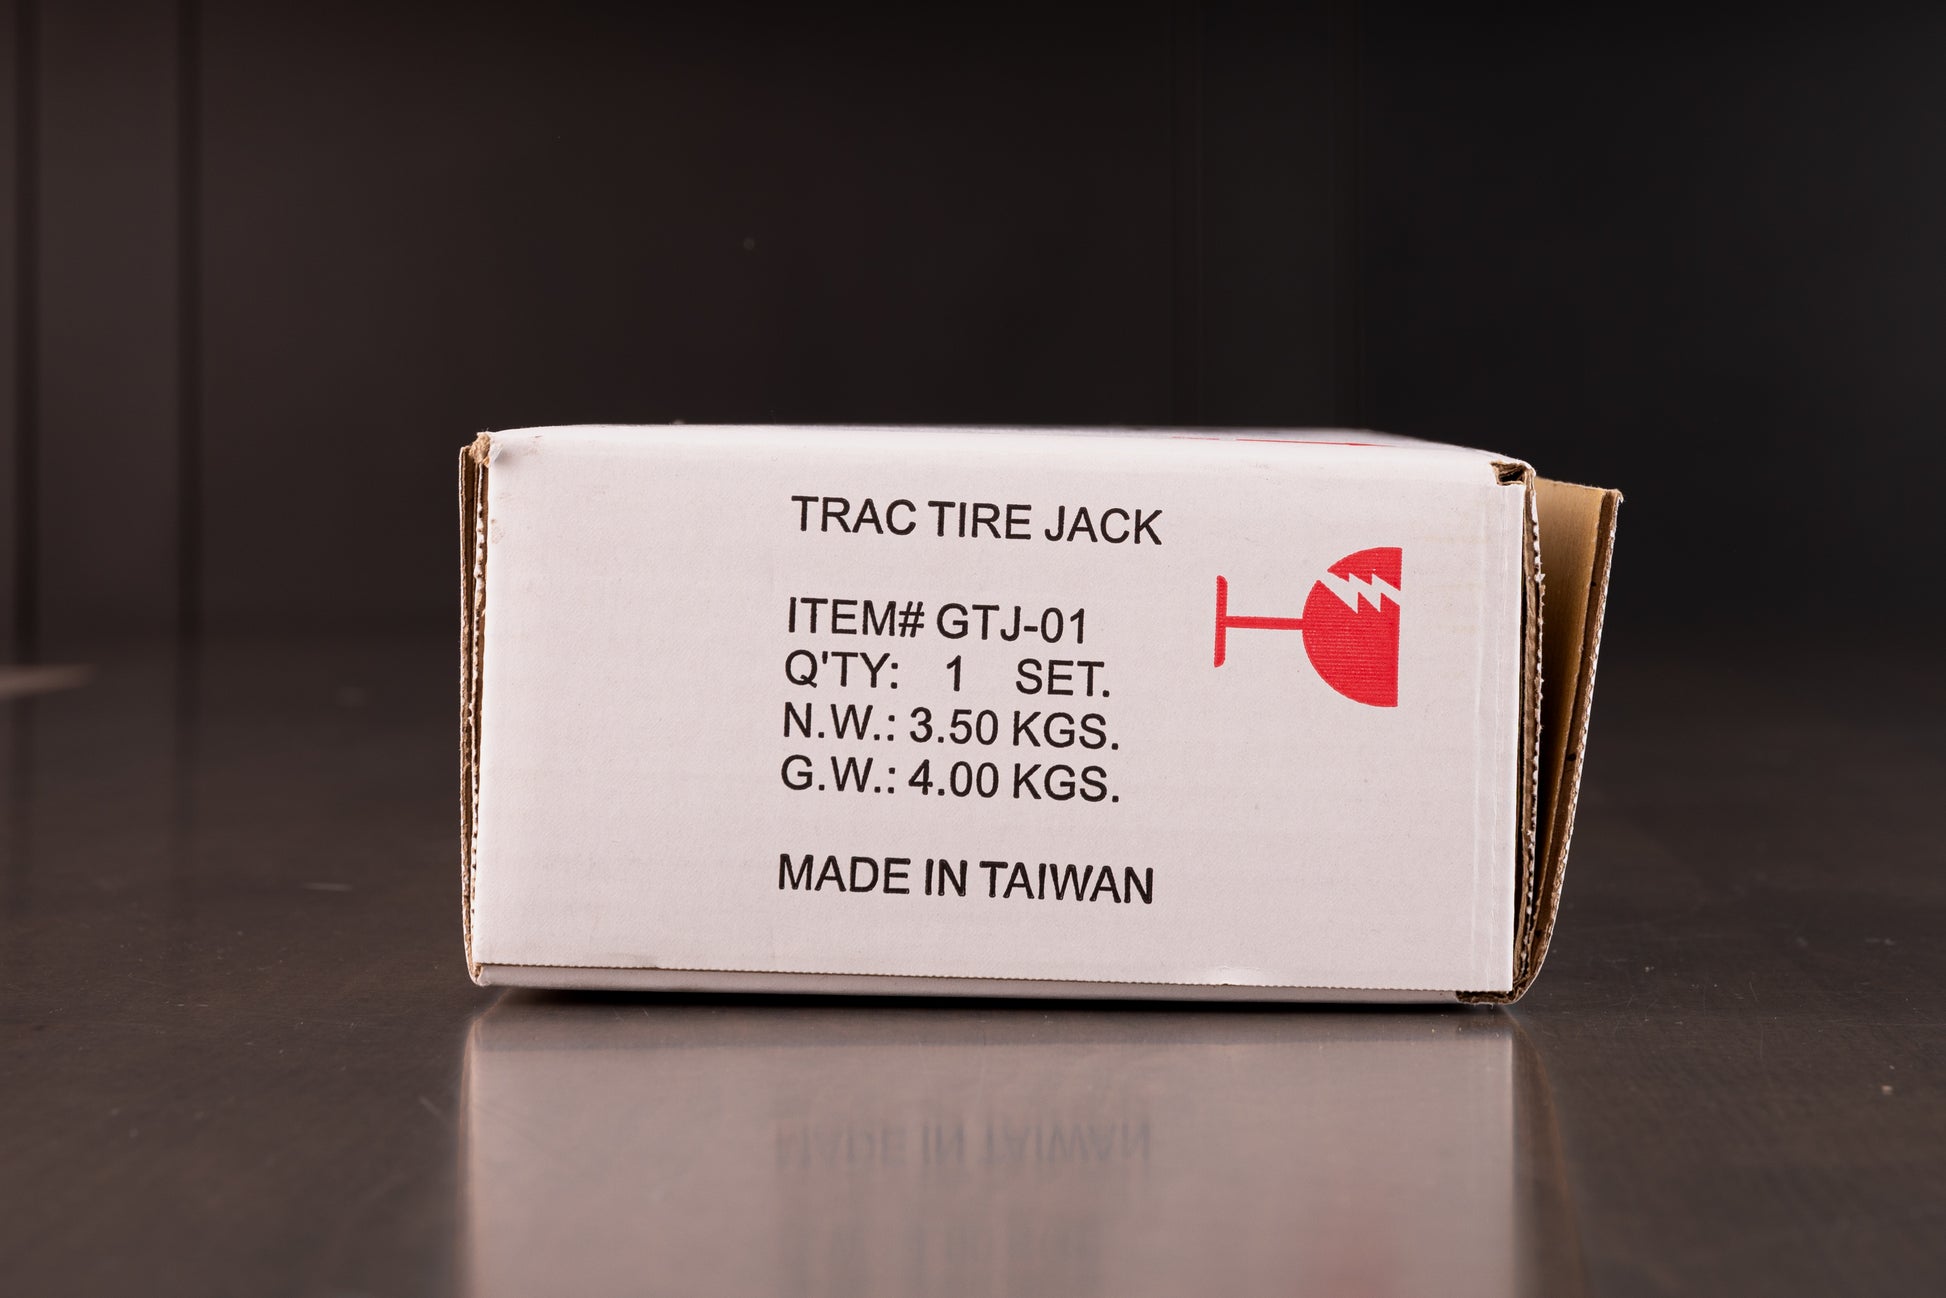 TRAC TIRE JACK
ITEM# GTJ-01
Q'TY: 1 SET.
N.W.: 3.50 KGS.
G.W.: 4.00 KGS.
MADE IN TAIWAN